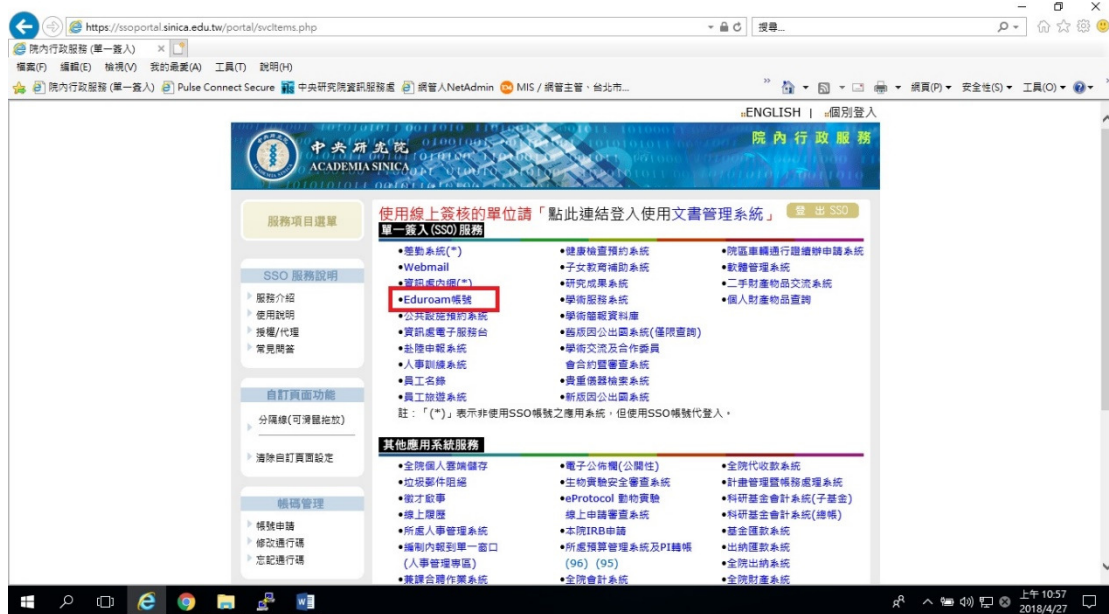 https://ssoportal.sinica.edu.tw/portal/svcItems.php
搜尋...
院內行政服務 (單一簽入)
檔案(F) 編輯(E) 檢視(V) 我的最愛(A) 工具(T) 說明(H)
院內行政服務 (單一簽入) Pulse Connect Secure 中央研究院資訊服務處 網管人NetAdmin MIS / 網管主管，台北市... 網頁(P) 安全性(S) 工具(O)
ENGLISH | 個別登入
中央研究院
ACADEMIA SINICA
院內行政服務
服務項目選單
使用線上簽核的單位請「點此連結登入使用文書管理系統」 登出 SSO
單一簽入(SSO)服務
•差勤系統(*) •健康檢查預約系統 •院區車輛通行證續辦申請系統
SSO 服務說明
•Webmail •子女教育補助系統 •軟體管理系統
•資訊處內網(*) •研究成果系統 •二手財產物品交流系統
服務介紹
•Eduroam帳號 •學術服務系統 •個人財產物品查詢
使用說明
•公共設施預約系統 •學術簡報資料庫
授權/代理
•資訊處電子服務台 •舊版因公出國系統(僅限查詢)
常見問答
•赴陸申報系統 •學術交流及合作委員
•人事訓練系統 會合約暨審查系統
•員工名錄 •貴重儀器檢索系統
自訂頁面功能
•員工旅遊系統 •新版因公出國系統
分隔線(可滑鼠拖放)
註：「(*)」表示非使用SSO帳號之應用系統，但使用SSO帳號代登入。
其他應用系統服務
清除自訂頁面設定
•全院個人雲端儲存 •電子公佈欄(公開性) •全院代收款系統
•垃圾郵件阻絕 •生物實驗安全審查系統 •計畫管理暨帳務處理系統
帳碼管理
•徵才啟事 •eProtocol 動物實驗 •科研基金會計系統(子基金)
•線上履歷 線上申請審查系統 •科研基金會計系統(總帳)
帳號申請
•所處人事管理系統 •本院IRB申請 •基金匯款系統
修改通行碼
•編制內報到單一窗口 •所處預算管理系統及PI轉帳 •出納匯款系統
忘記通行碼
(人事管理專區) (96) (95) •全院出納系統
•兼課合聘作業系統 •全院會計系統 •全院財產系統
上午 10:57
2018/4/27